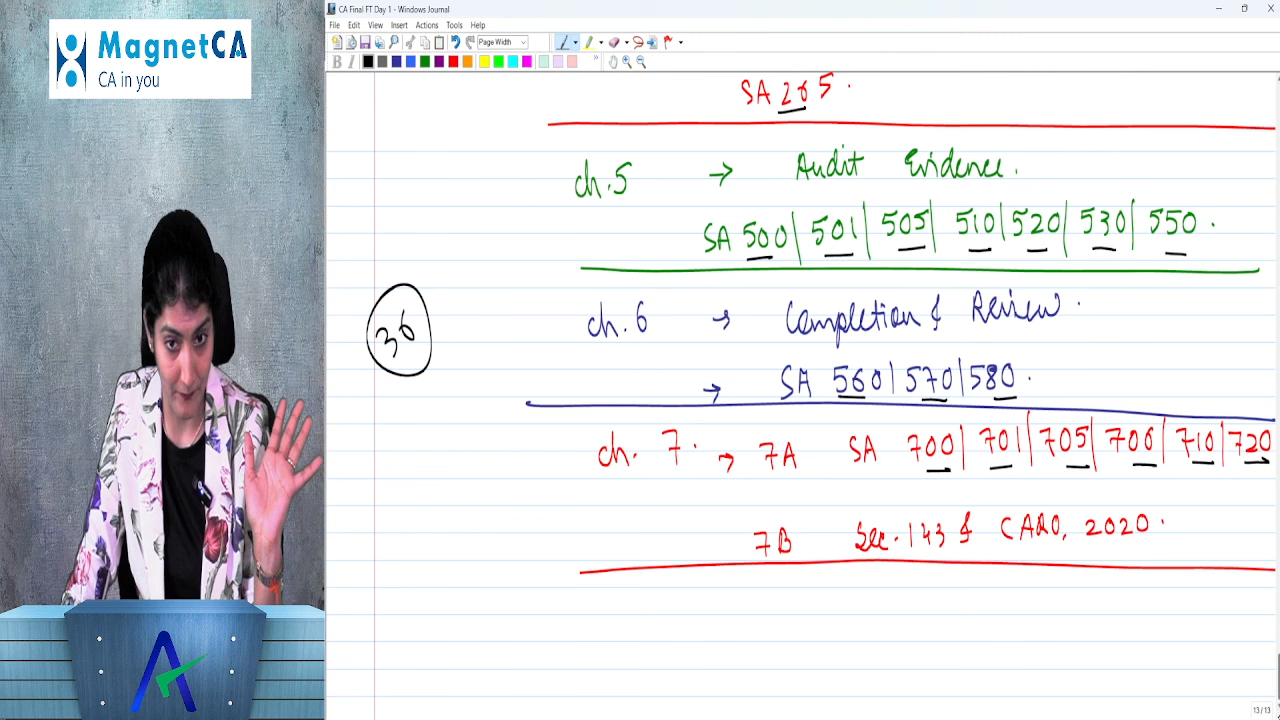 MagnetCA
CA in you
CA Final FT Day 1 - Windows Journal
File Edit View Insert Actions Tools Help
Page Width
B I
SA 265.
ch.5 → Audit Evidence.
SA 500| 501| 505| 510| 520| 530| 550.
36
ch.6 → Completion & Review.
→ SA 560| 570| 580.
ch. 7. → 7A SA 700| 701| 705| 706| 710| 720
7B Sec.143 & CARO, 2020.
13/13